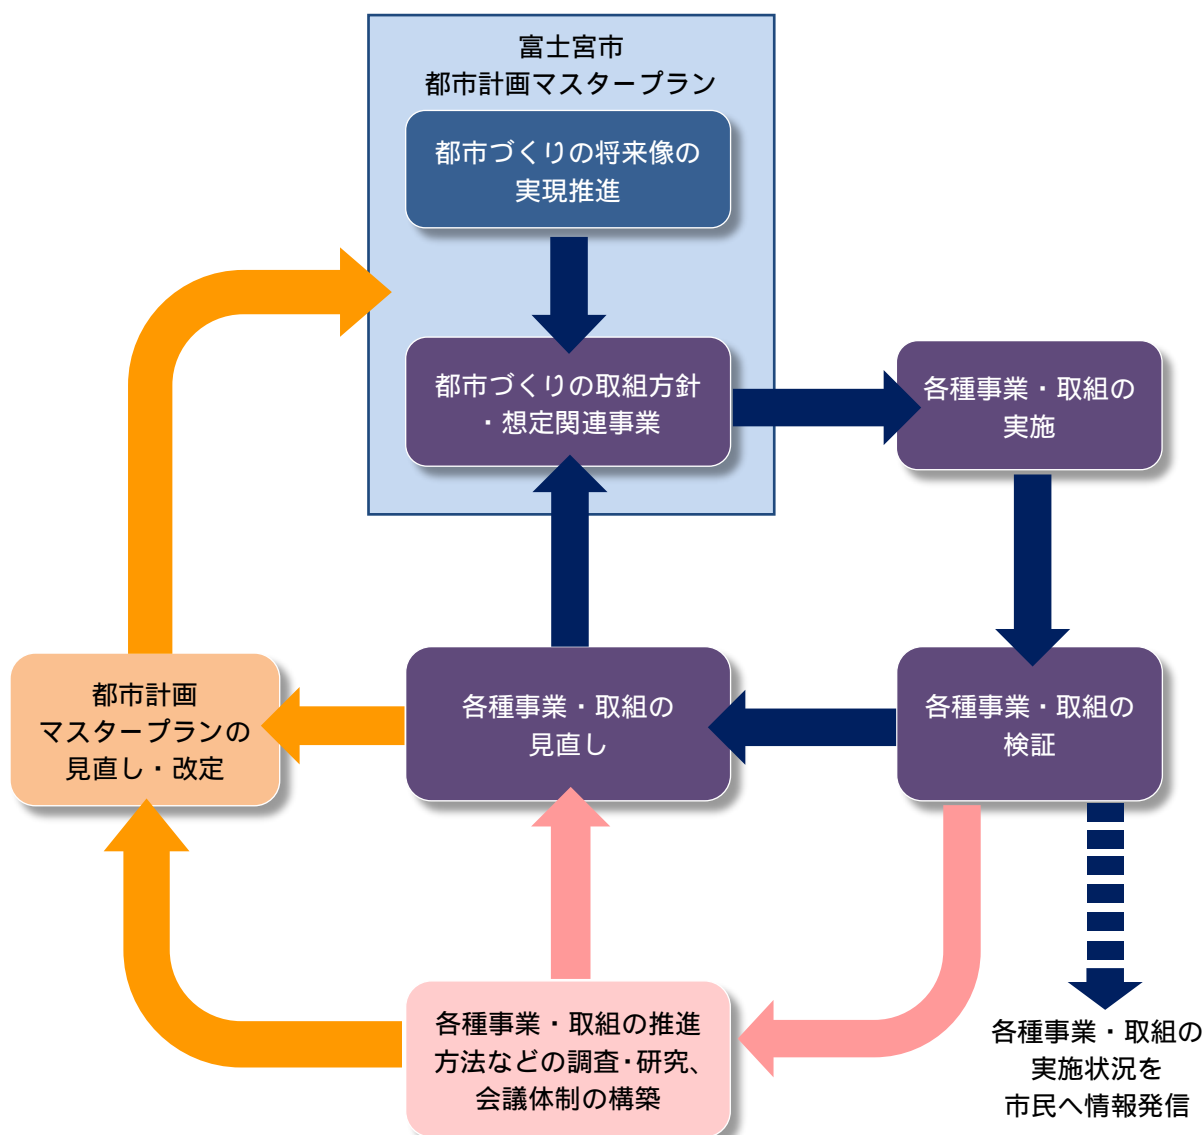 富士宮市
都市計画マスタープラン
都市づくりの将来像の
実現推進
都市づくりの取組方針
・想定関連事業
各種事業・取組の
実施
都市計画
マスタープランの
見直し・改定
各種事業・取組の
見直し
各種事業・取組の
検証
各種事業・取組の推進
方法などの調査・研究、
会議体制の構築
各種事業・取組の
実施状況を
市民へ情報発信